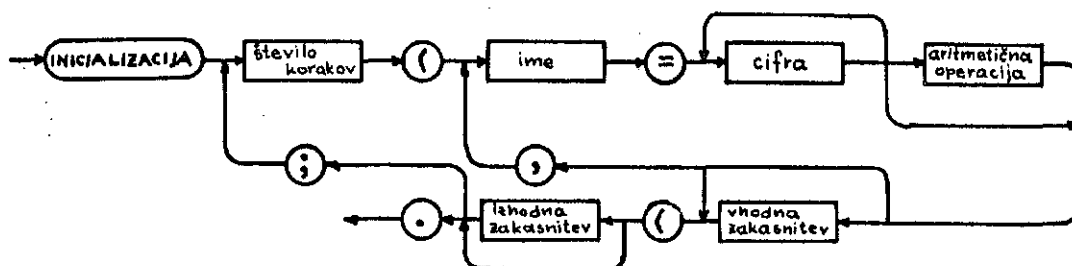 INICIALIZACIJA
število
korakov
(
ime
=
cifra
aritmetična
operacija
;
,
.
izhodna
zakasnitev
(
vhodna
zakasnitev